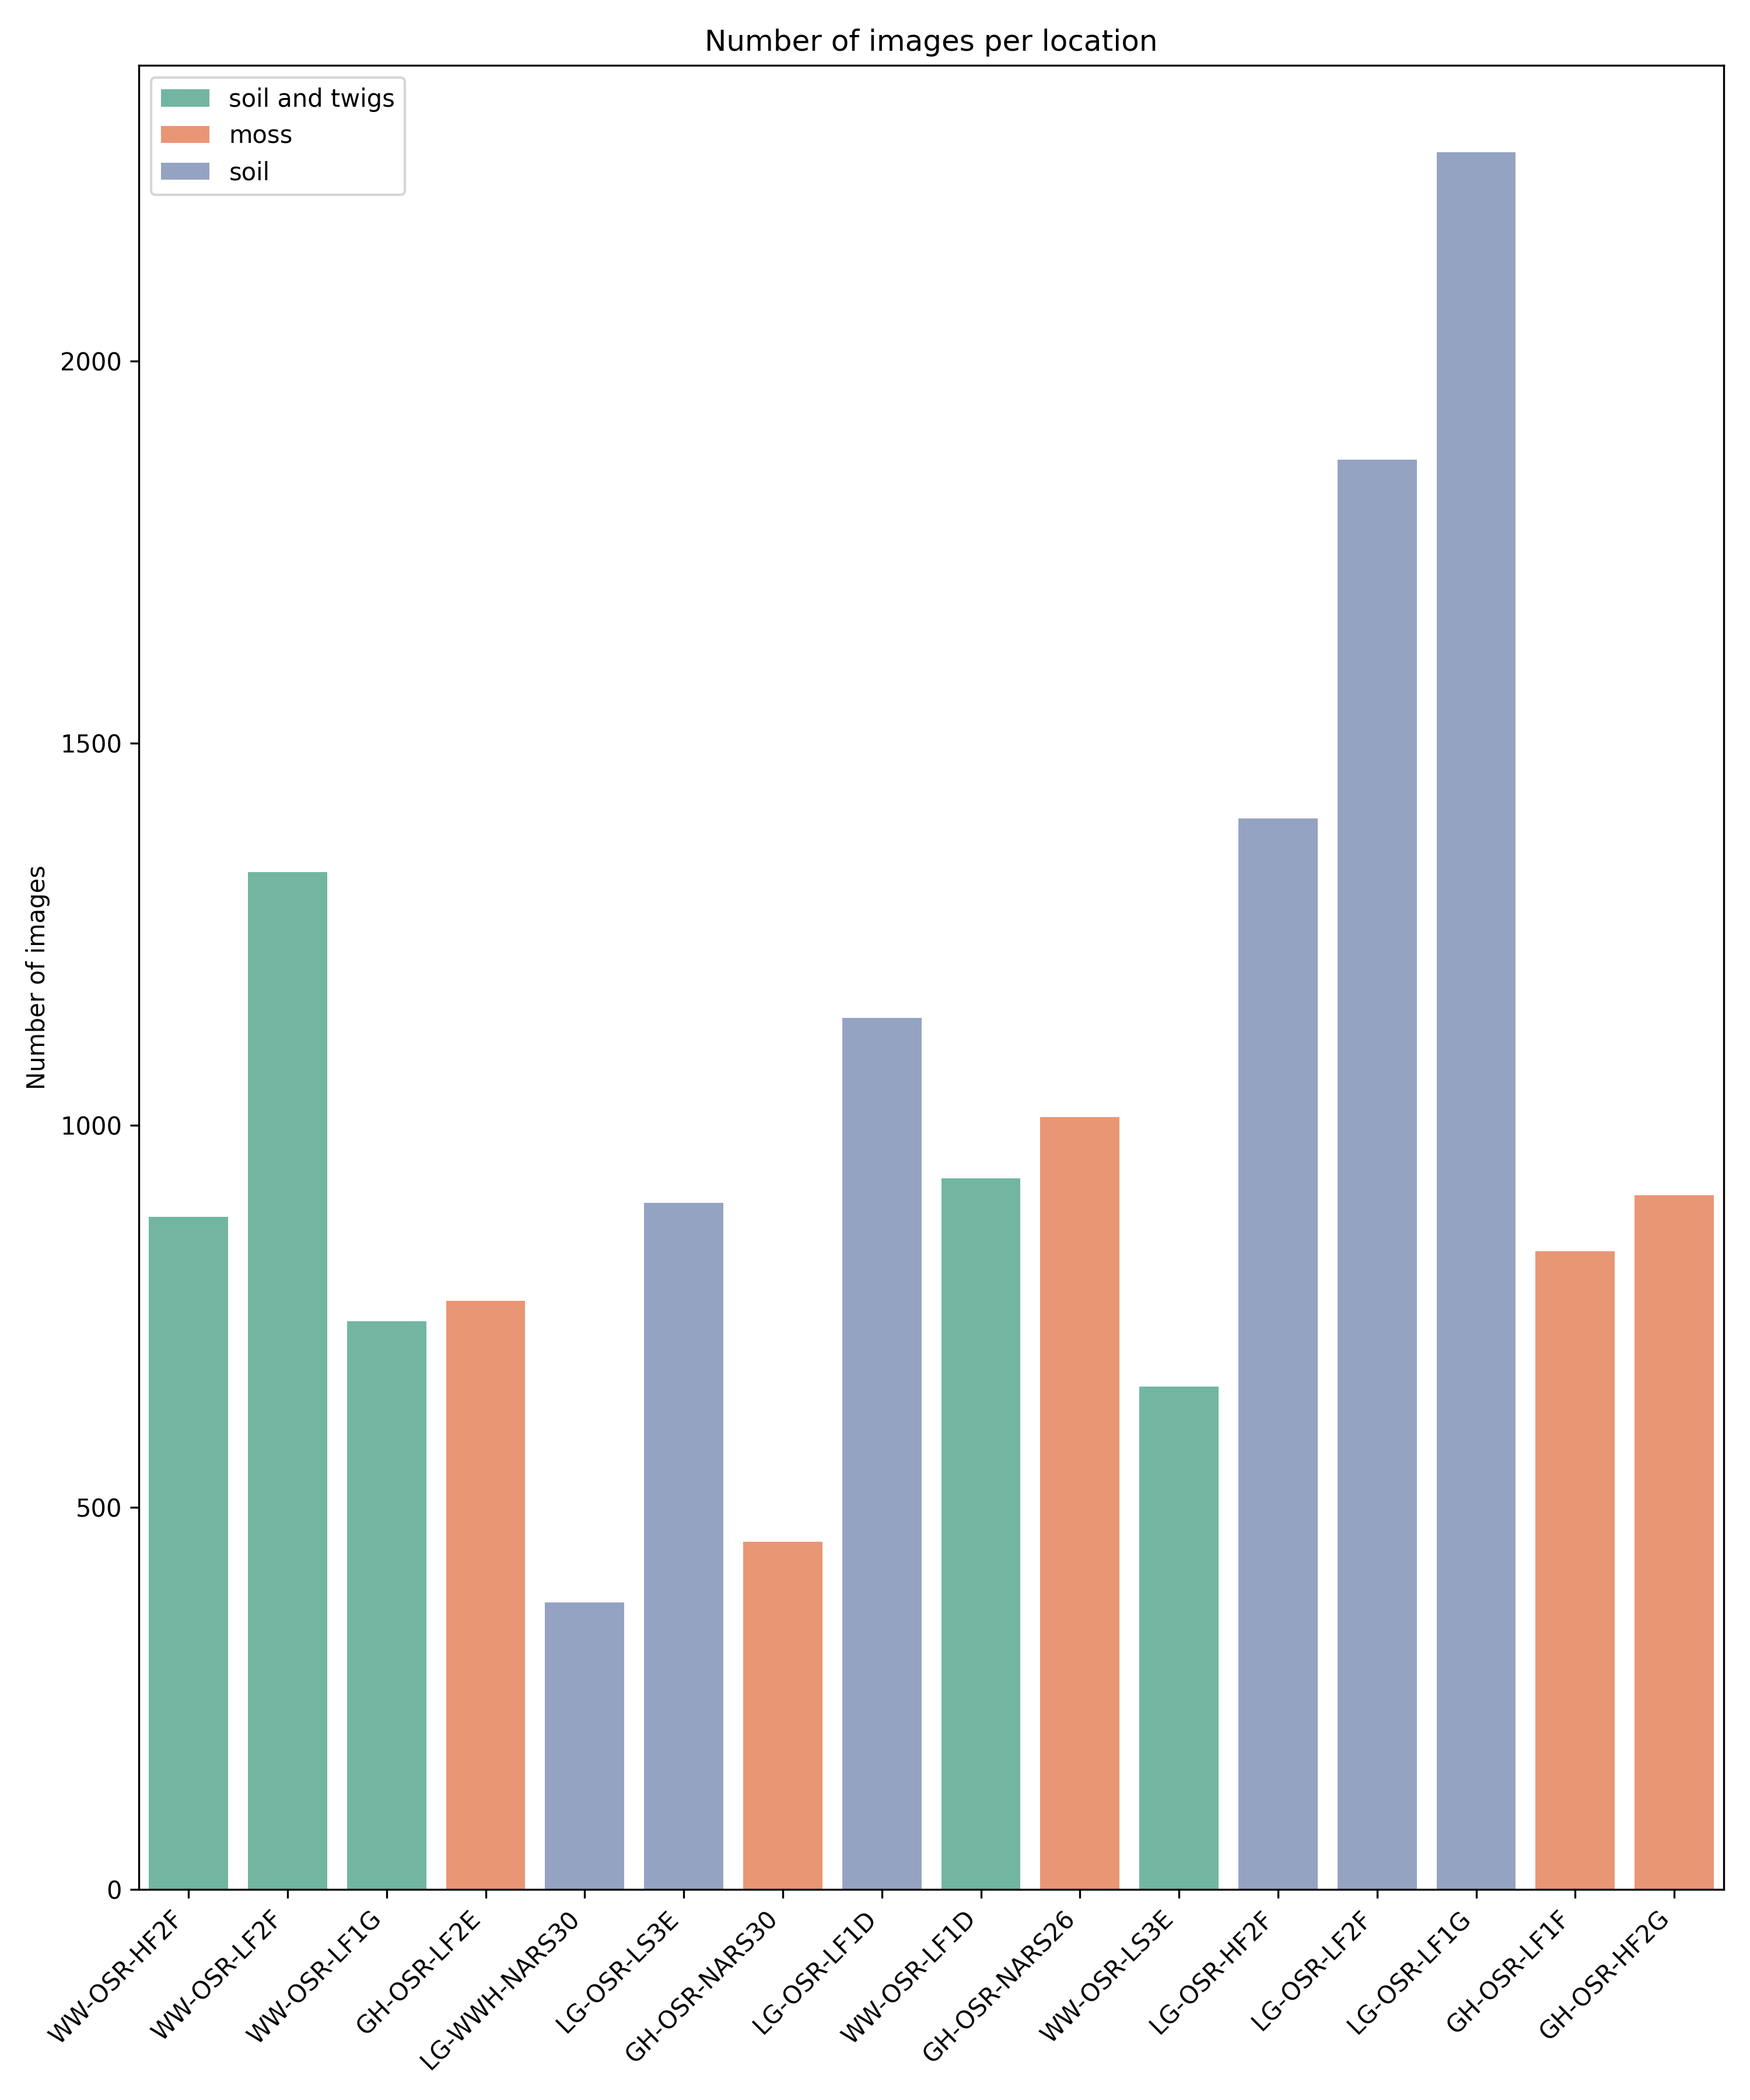 Number of images per location
soil and twigs
moss
soil
Number of images
2000
1500
1000
500
0
WW-OSR-HF2F
WW-OSR-LF2F
WW-OSR-LF1G
GH-OSR-LF2E
LG-WWH-NARS30
LG-OSR-LS3E
GH-OSR-NARS30
LG-OSR-LF1D
WW-OSR-LF1D
GH-OSR-NARS26
WW-OSR-LS3E
LG-OSR-HF2F
LG-OSR-LF2F
LG-OSR-LF1G
GH-OSR-LF1F
GH-OSR-HF2G